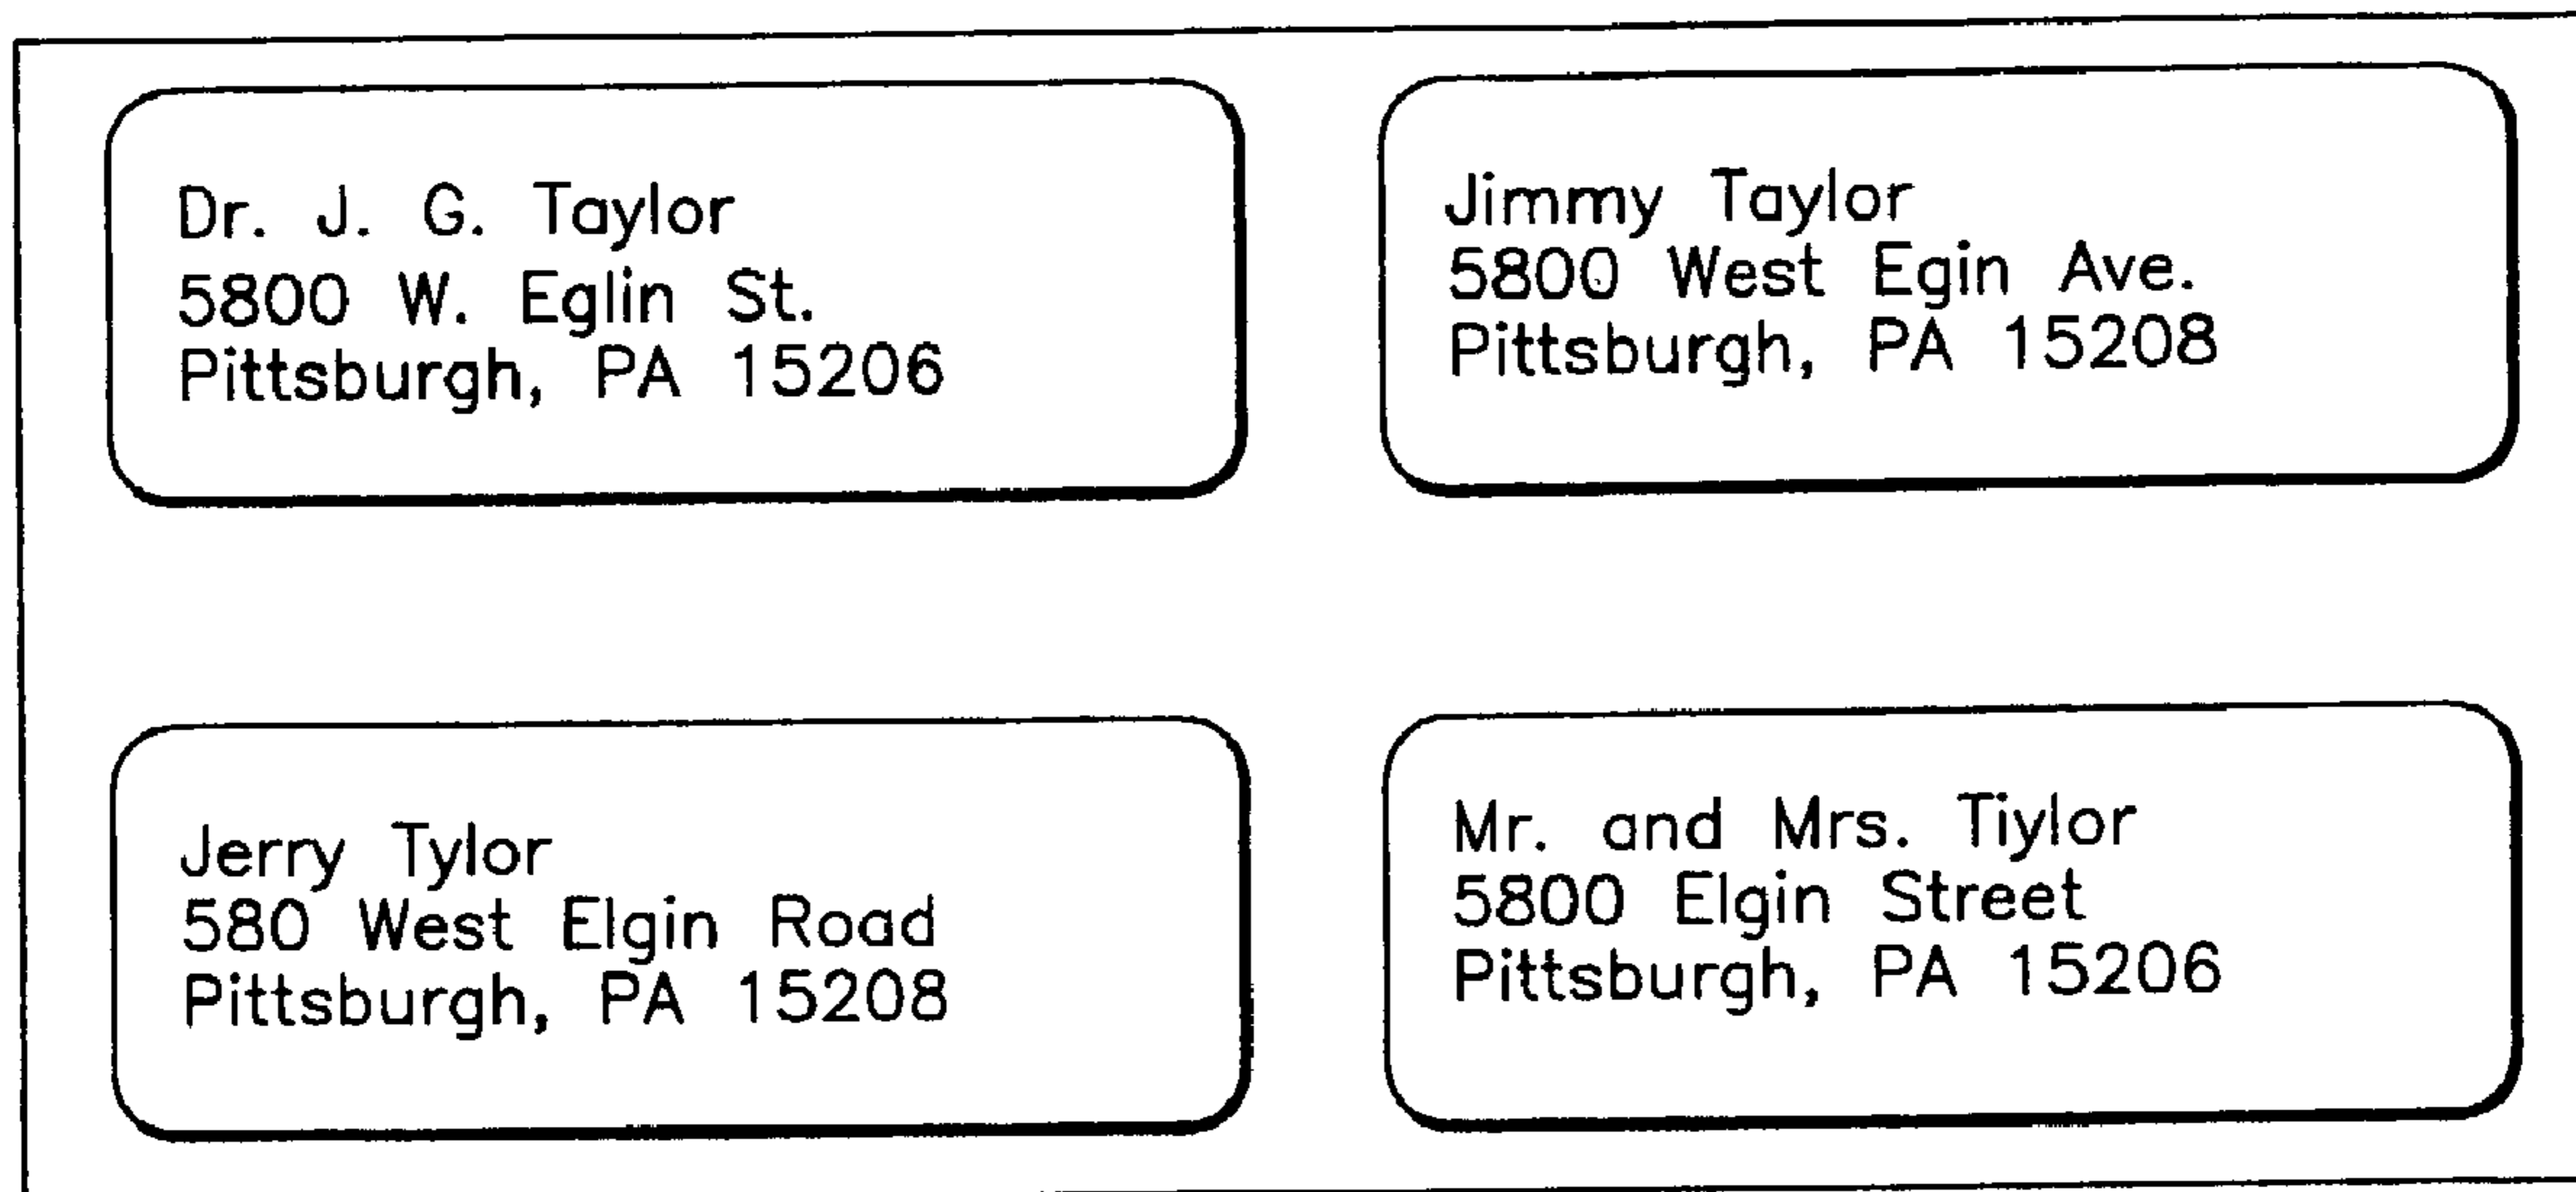 Dr. J. G. Taylor
5800 W. Eglin St.
Pittsburgh, PA 15206
Jimmy Taylor
5800 West Egin Ave.
Pittsburgh, PA 15208
Jerry Tylor
580 West Elgin Road
Pittsburgh, PA 15208
Mr. and Mrs. Tiylor
5800 Elgin Street
Pittsburgh, PA 15206